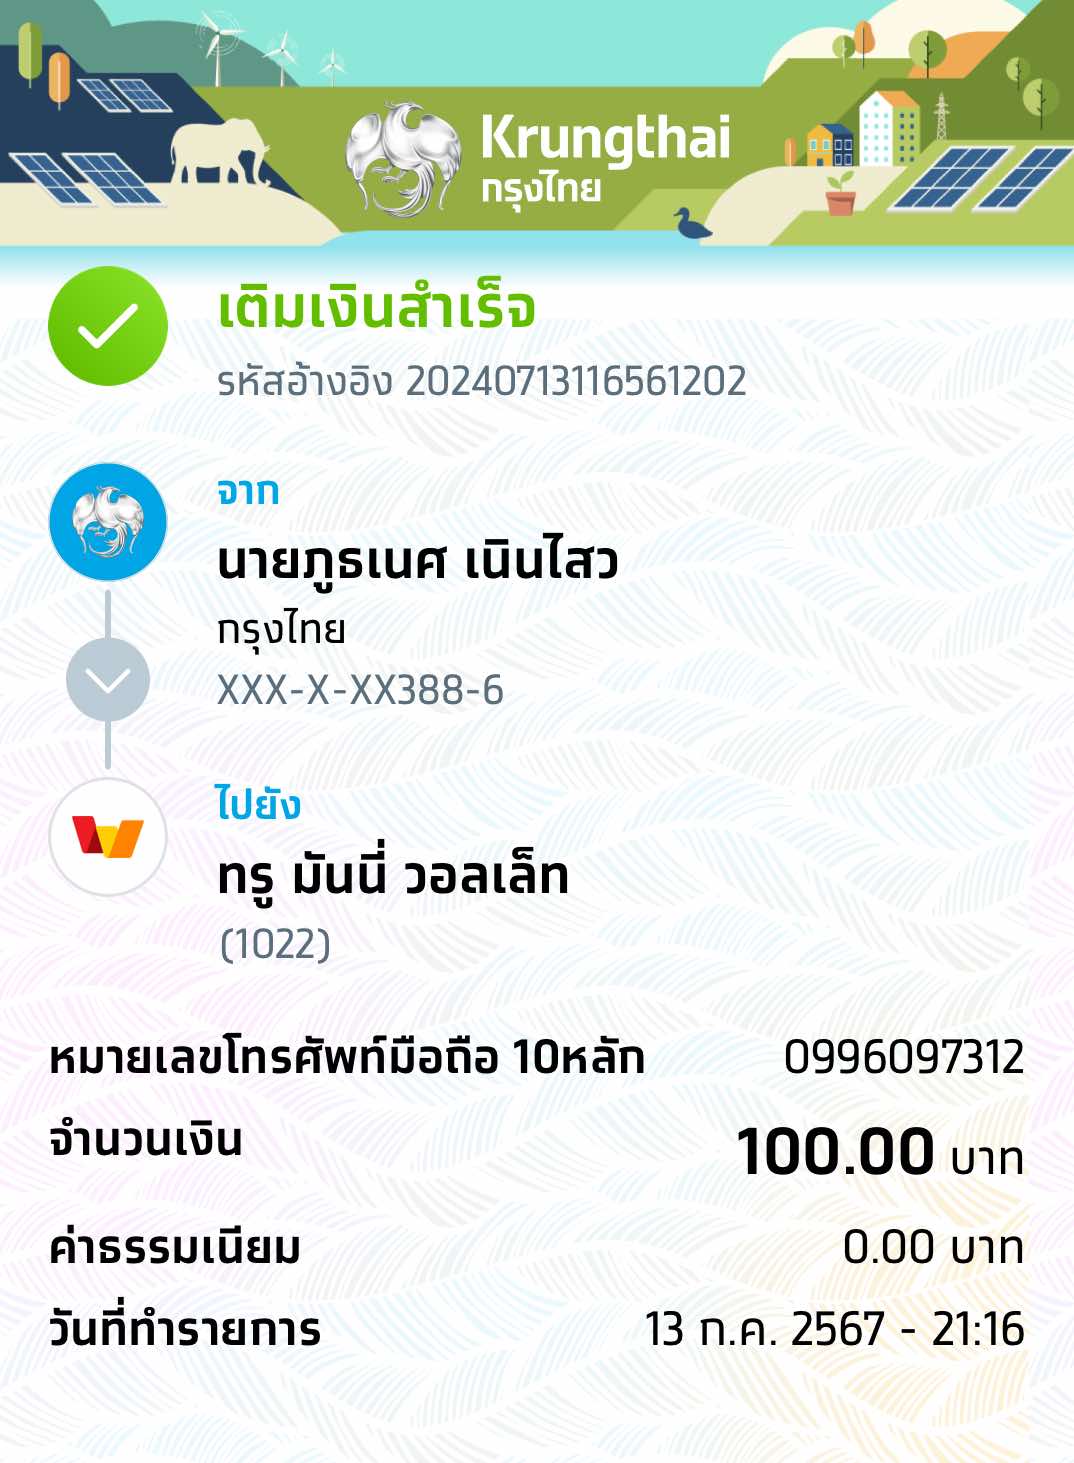 Krungthai
กรุงไทย
เติมเงินสำเร็จ
รหัสอ้างอิง 20240713116561202
จาก
นายภูธเนศ เนินไสว
กรุงไทย
XXX-X-XX388-6
ไปยัง
ทรู มันนี่ วอลเล็ท
(1022)
หมายเลขโทรศัพท์มือถือ 10หลัก 0996097312
จำนวนเงิน 100.00 บาท
ค่าธรรมเนียม 0.00 บาท
วันที่ทำรายการ 13 ก.ค. 2567 - 21:16